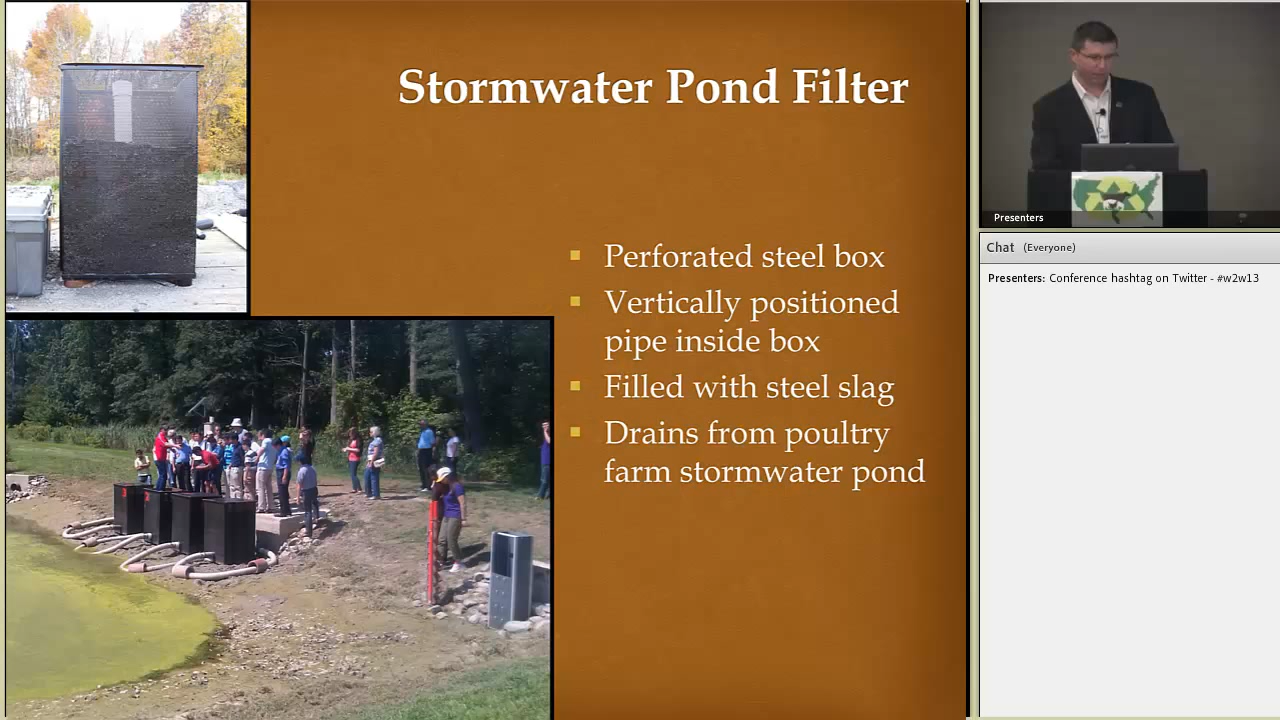 Stormwater Pond Filter
Perforated steel box
Vertically positioned
pipe inside box
Filled with steel slag
Drains from poultry
farm stormwater pond
Presenters
Chat (Everyone)
Presenters: Conference hashtag on Twitter - #w2w13